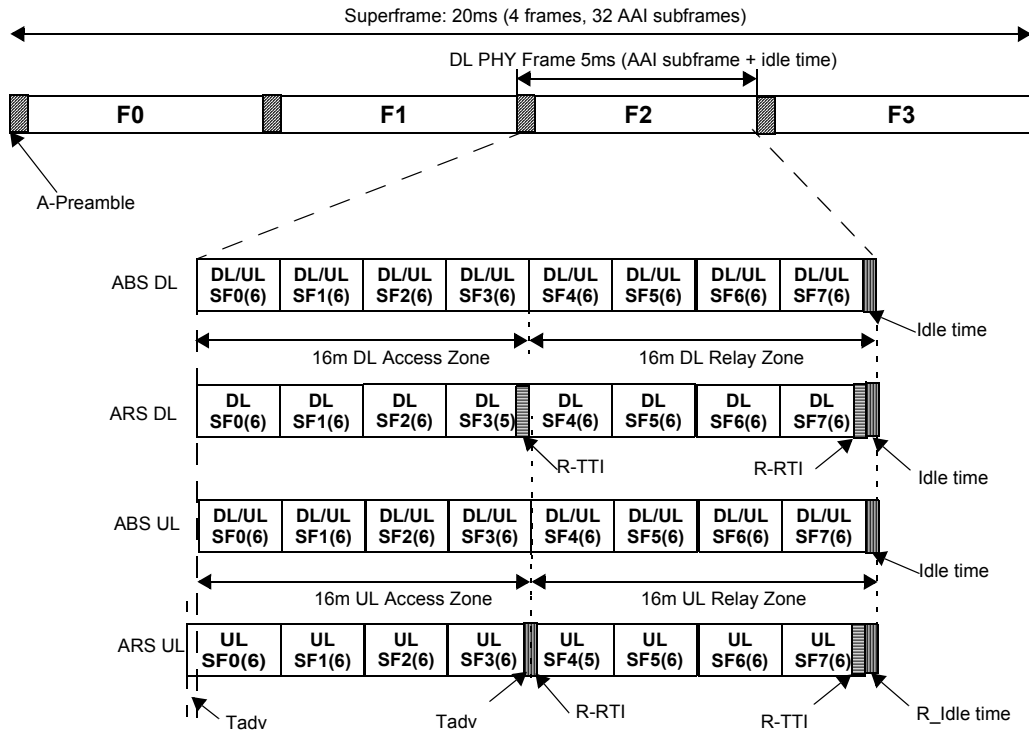 Superframe: 20ms (4 frames, 32 AAI subframes)
DL PHY Frame 5ms (AAI subframe + idle time)
F0 F1 F2 F3
A-Preamble
ABS DL
DL/UL DL/UL DL/UL DL/UL DL/UL DL/UL DL/UL DL/UL
SF0(6) SF1(6) SF2(6) SF3(6) SF4(6) SF5(6) SF6(6) SF7(6)
Idle time
16m DL Access Zone 16m DL Relay Zone
ARS DL
DL DL DL DL DL DL DL DL
SF0(6) SF1(6) SF2(6) SF3(5) SF4(6) SF5(6) SF6(6) SF7(6)
R-TTI R-RTI Idle time
ABS UL
DL/UL DL/UL DL/UL DL/UL DL/UL DL/UL DL/UL DL/UL
SF0(6) SF1(6) SF2(6) SF3(6) SF4(6) SF5(6) SF6(6) SF7(6)
Idle time
16m UL Access Zone 16m UL Relay Zone
ARS UL
UL UL UL UL UL UL UL UL
SF0(6) SF1(6) SF2(6) SF3(6) SF4(5) SF5(6) SF6(6) SF7(6)
Tadv Tadv R-RTI R-TTI R_Idle time